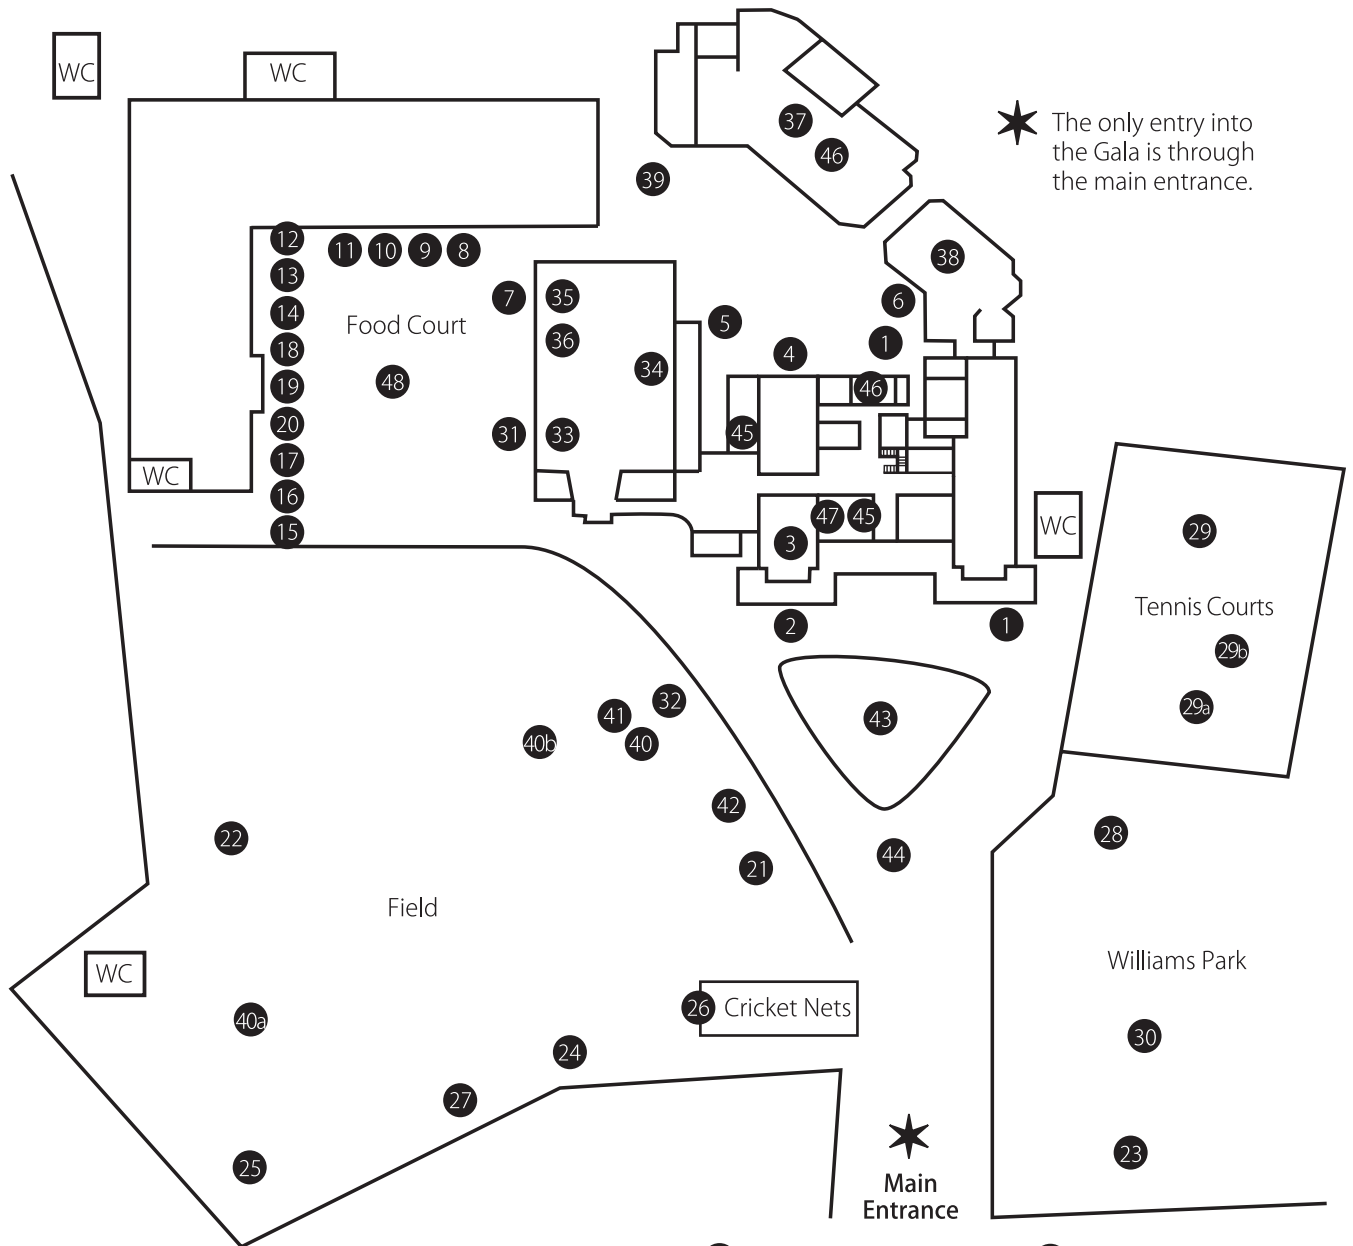 WC
WC
37
46
The only entry into
the Gala is through
the main entrance.
39
12
11
10
9
8
38
13
7
35
6
14
Food Court
5
36
1
18
4
34
48
19
46
20
31
33
45
17
WC
16
15
47
45
3
WC
29
Tennis Courts
2
1
29b
32
29a
41
43
40b
40
42
22
28
44
21
Field
Williams Park
WC
26
Cricket Nets
40a
30
24
27
25
23
Main
Entrance